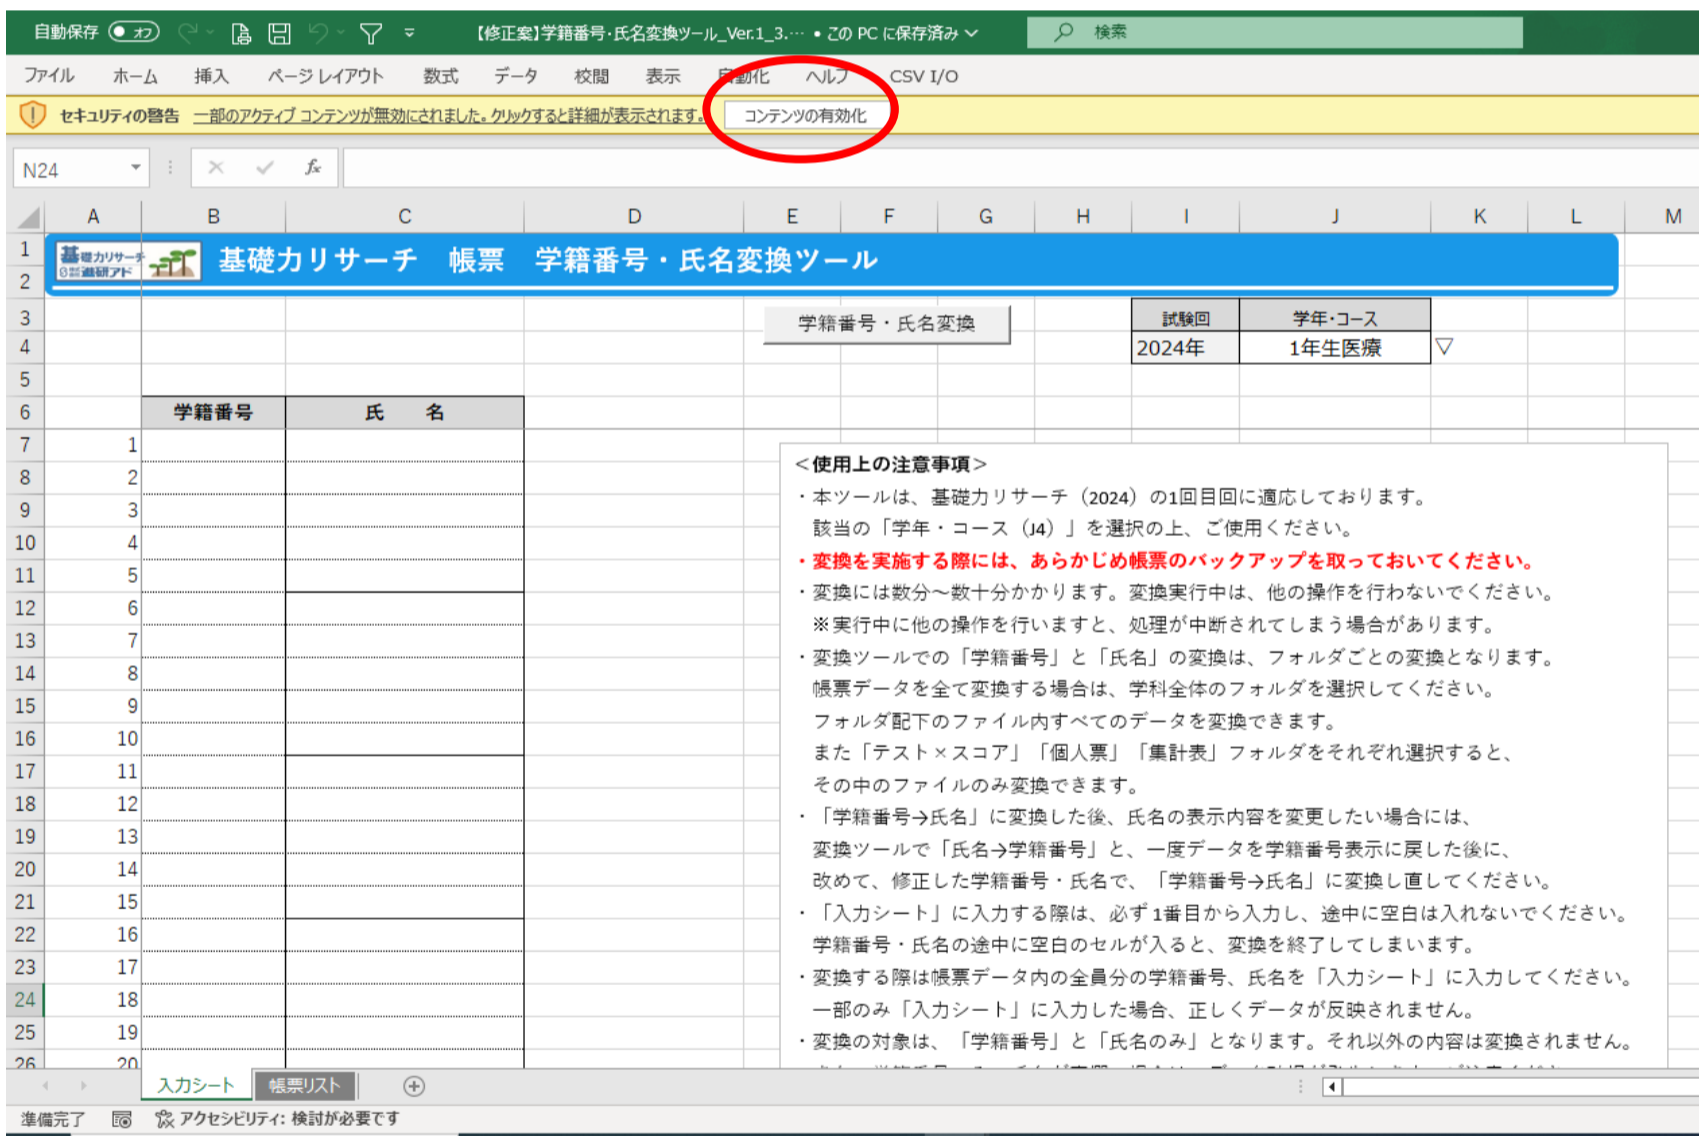 自動保存 オフ 【修正案】学籍番号・氏名変換ツール_Ver.1_3.… • この PC に保存済み 検索
ファイル ホーム 挿入 ページ レイアウト 数式 データ 校閲 表示 自動化 ヘルプ CSV I/O
セキュリティの警告 一部のアクティブ コンテンツが無効にされました。クリックすると詳細が表示されます。 コンテンツの有効化
N24 fx
A B C D E F G H I J K L M
1 基礎力リサーチ 進研アド 基礎力リサーチ 帳票 学籍番号・氏名変換ツール
2
3 学籍番号・氏名変換 試験回 学年・コース
4 2024年 1年生医療 ▽
5
6 学籍番号 氏 名
7 1
8 2
9 3
10 4
11 5
12 6
13 7
14 8
15 9
16 10
17 11
18 12
19 13
20 14
21 15
22 16
23 17
24 18
25 19
26 20
＜使用上の注意事項＞
・本ツールは、基礎力リサーチ（2024）の1回目回に適応しております。
該当の「学年・コース（J4）」を選択の上、ご使用ください。
・変換を実施する際には、あらかじめ帳票のバックアップを取っておいてください。
・変換には数分～数十分かかります。変換実行中は、他の操作を行わないでください。
※実行中に他の操作を行いますと、処理が中断されてしまう場合があります。
・変換ツールでの「学籍番号」と「氏名」の変換は、フォルダごとの変換となります。
帳票データを全て変換する場合は、学科全体のフォルダを選択してください。
フォルダ配下のファイル内すべてのデータを変換できます。
また「テスト×スコア」「個人票」「集計表」フォルダをそれぞれ選択すると、
その中のファイルのみ変換できます。
・「学籍番号→氏名」に変換した後、氏名の表示内容を変更したい場合には、
変換ツールで「氏名→学籍番号」と、一度データを学籍番号表示に戻した後に、
改めて、修正した学籍番号・氏名で、「学籍番号→氏名」に変換し直してください。
・「入力シート」に入力する際は、必ず1番目から入力し、途中に空白は入れないでください。
学籍番号・氏名の途中に空白のセルが入ると、変換を終了してしまいます。
・変換する際は帳票データ内の全員分の学籍番号、氏名を「入力シート」に入力してください。
一部のみ「入力シート」に入力した場合、正しくデータが反映されません。
・変換の対象は、「学籍番号」と「氏名のみ」となります。それ以外の内容は変換されません。
入力シート 帳票リスト
準備完了 アクセシビリティ: 検討が必要です